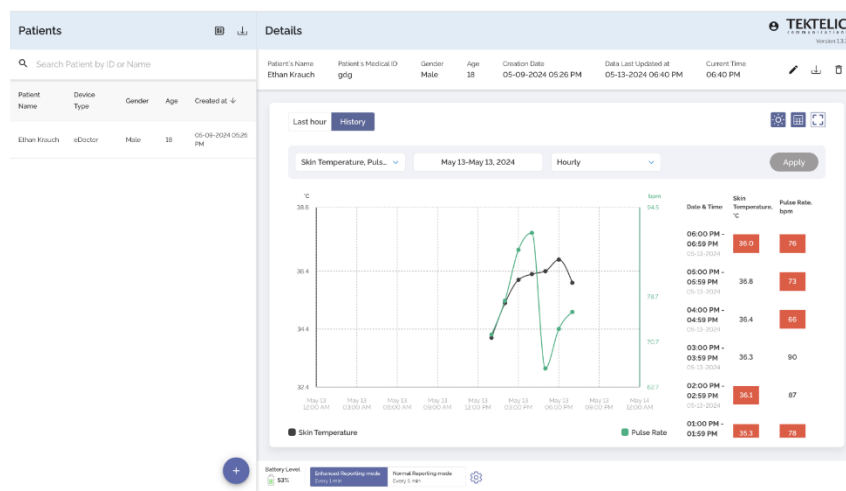 Patients
Search Patient by ID or Name
Patient Name
Device Type
Gender
Age
Created at ↓
Ethan Krauch
eDoctor
Male
18
05-09-2024 05:26 PM
+
Details
TEKTELIC
communications
Patient's Name
Ethan Krauch
Patient's Medical ID
gdg
Gender
Male
Age
18
Creation Date
05-09-2024 05:26 PM
Data Last Updated at
05-13-2024 06:40 PM
Current Time
06:40 PM
Last hour
History
Skin Temperature, Puls...
May 13-May 13, 2024
Hourly
Apply
°C
bpm
38.6
36.4
34.4
32.4
94.5
78.7
70.7
62.7
May 13 12:00 AM
May 13 03:00 AM
May 13 06:00 AM
May 13 09:00 AM
May 13 12:00 PM
May 13 03:00 PM
May 13 06:00 PM
May 13 09:00 PM
May 14 12:00 AM
Skin Temperature
Pulse Rate
Date & Time
Skin Temperature, °C
Pulse Rate, bpm
06:00 PM - 06:59 PM
05-13-2024
36.0
76
05:00 PM - 05:59 PM
05-13-2024
36.8
73
04:00 PM - 04:59 PM
05-13-2024
36.4
66
03:00 PM - 03:59 PM
05-13-2024
36.3
90
02:00 PM - 02:59 PM
05-13-2024
36.1
87
01:00 PM - 01:59 PM
35.3
78
Battery Level
53%
Enhanced Reporting mode
Every 1 min
Normal Reporting mode
Every 5 min